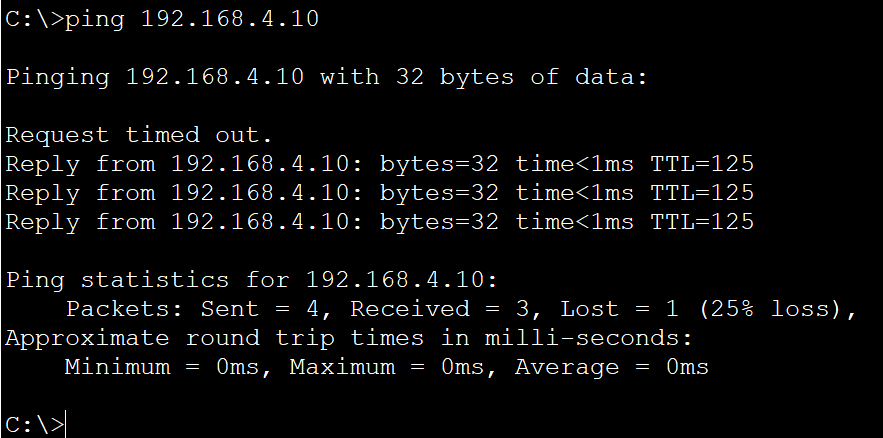 C:\>ping 192.168.4.10
Pinging 192.168.4.10 with 32 bytes of data:
Request timed out.
Reply from 192.168.4.10: bytes=32 time<1ms TTL=125
Reply from 192.168.4.10: bytes=32 time<1ms TTL=125
Reply from 192.168.4.10: bytes=32 time<1ms TTL=125
Ping statistics for 192.168.4.10:
    Packets: Sent = 4, Received = 3, Lost = 1 (25% loss),
Approximate round trip times in milli-seconds:
    Minimum = 0ms, Maximum = 0ms, Average = 0ms
C:\>